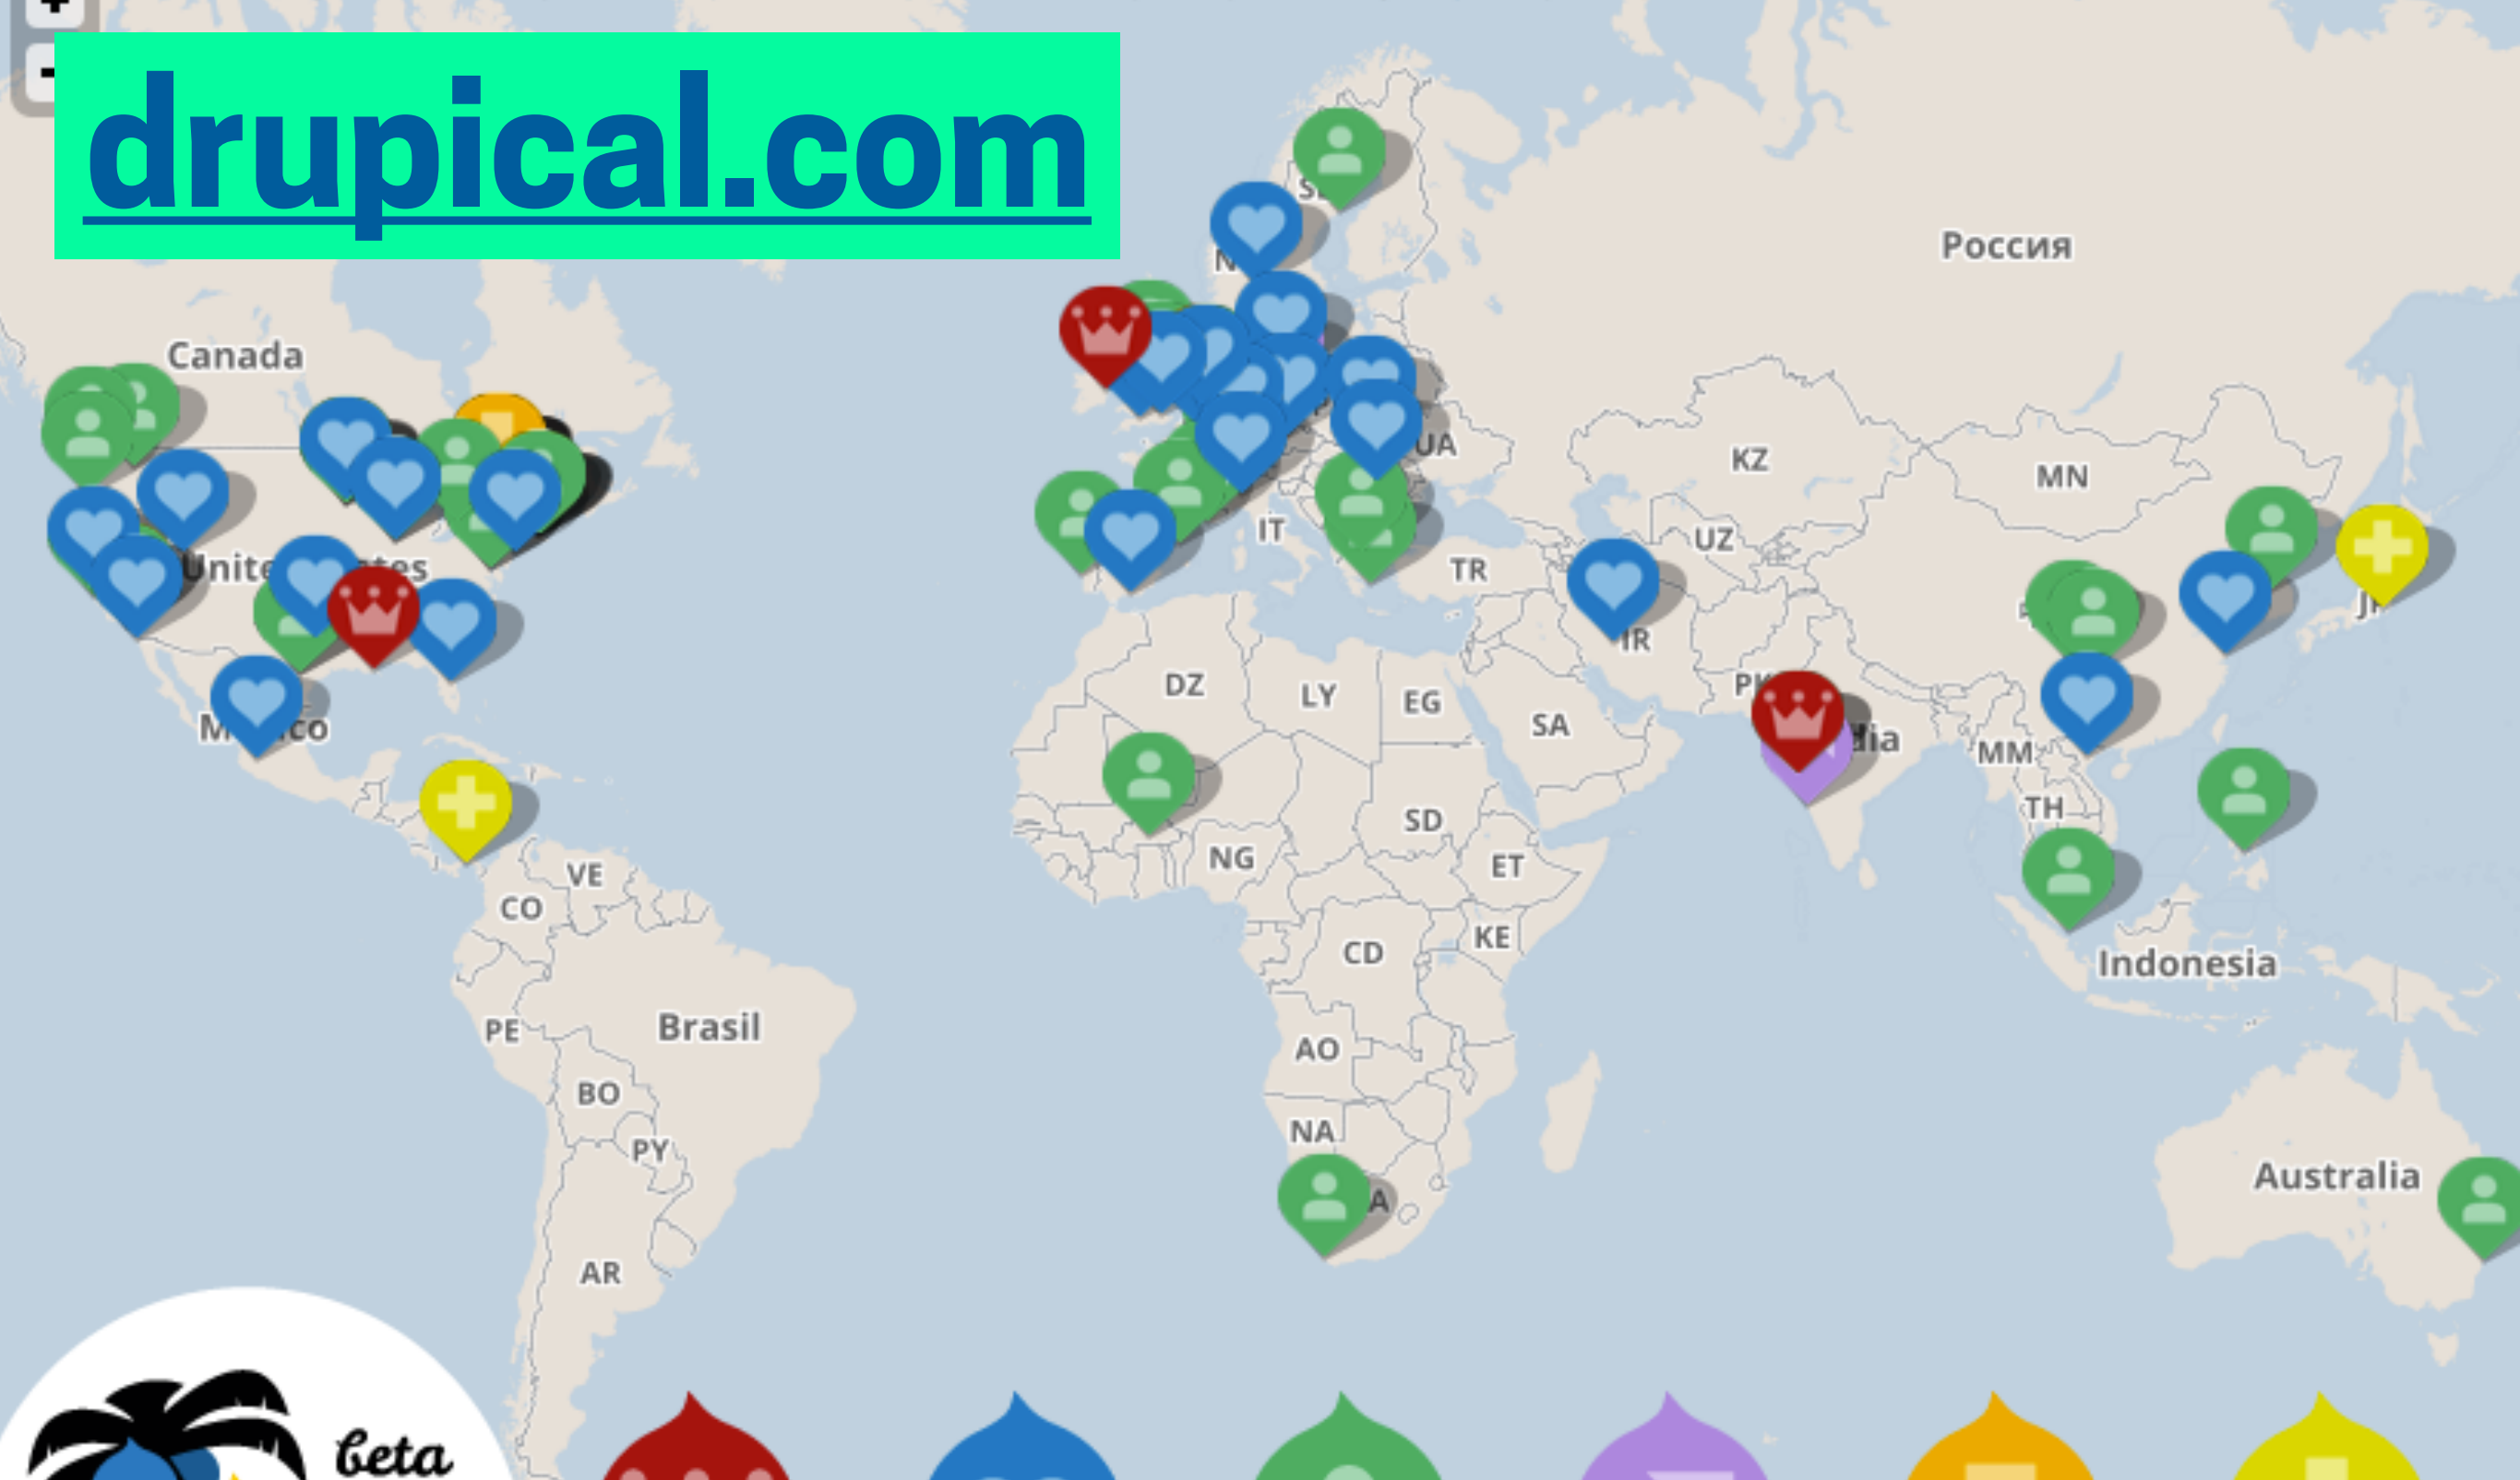 drupical.com
Россия
Canada
UA
KZ
MN
IT
UZ
TR
IR
DZ
LY
EG
SA
MM
TH
SD
VE
NG
ET
CO
KE
CD
Indonesia
PE
Brasil
AO
BO
NA
PY
Australia
AR
beta